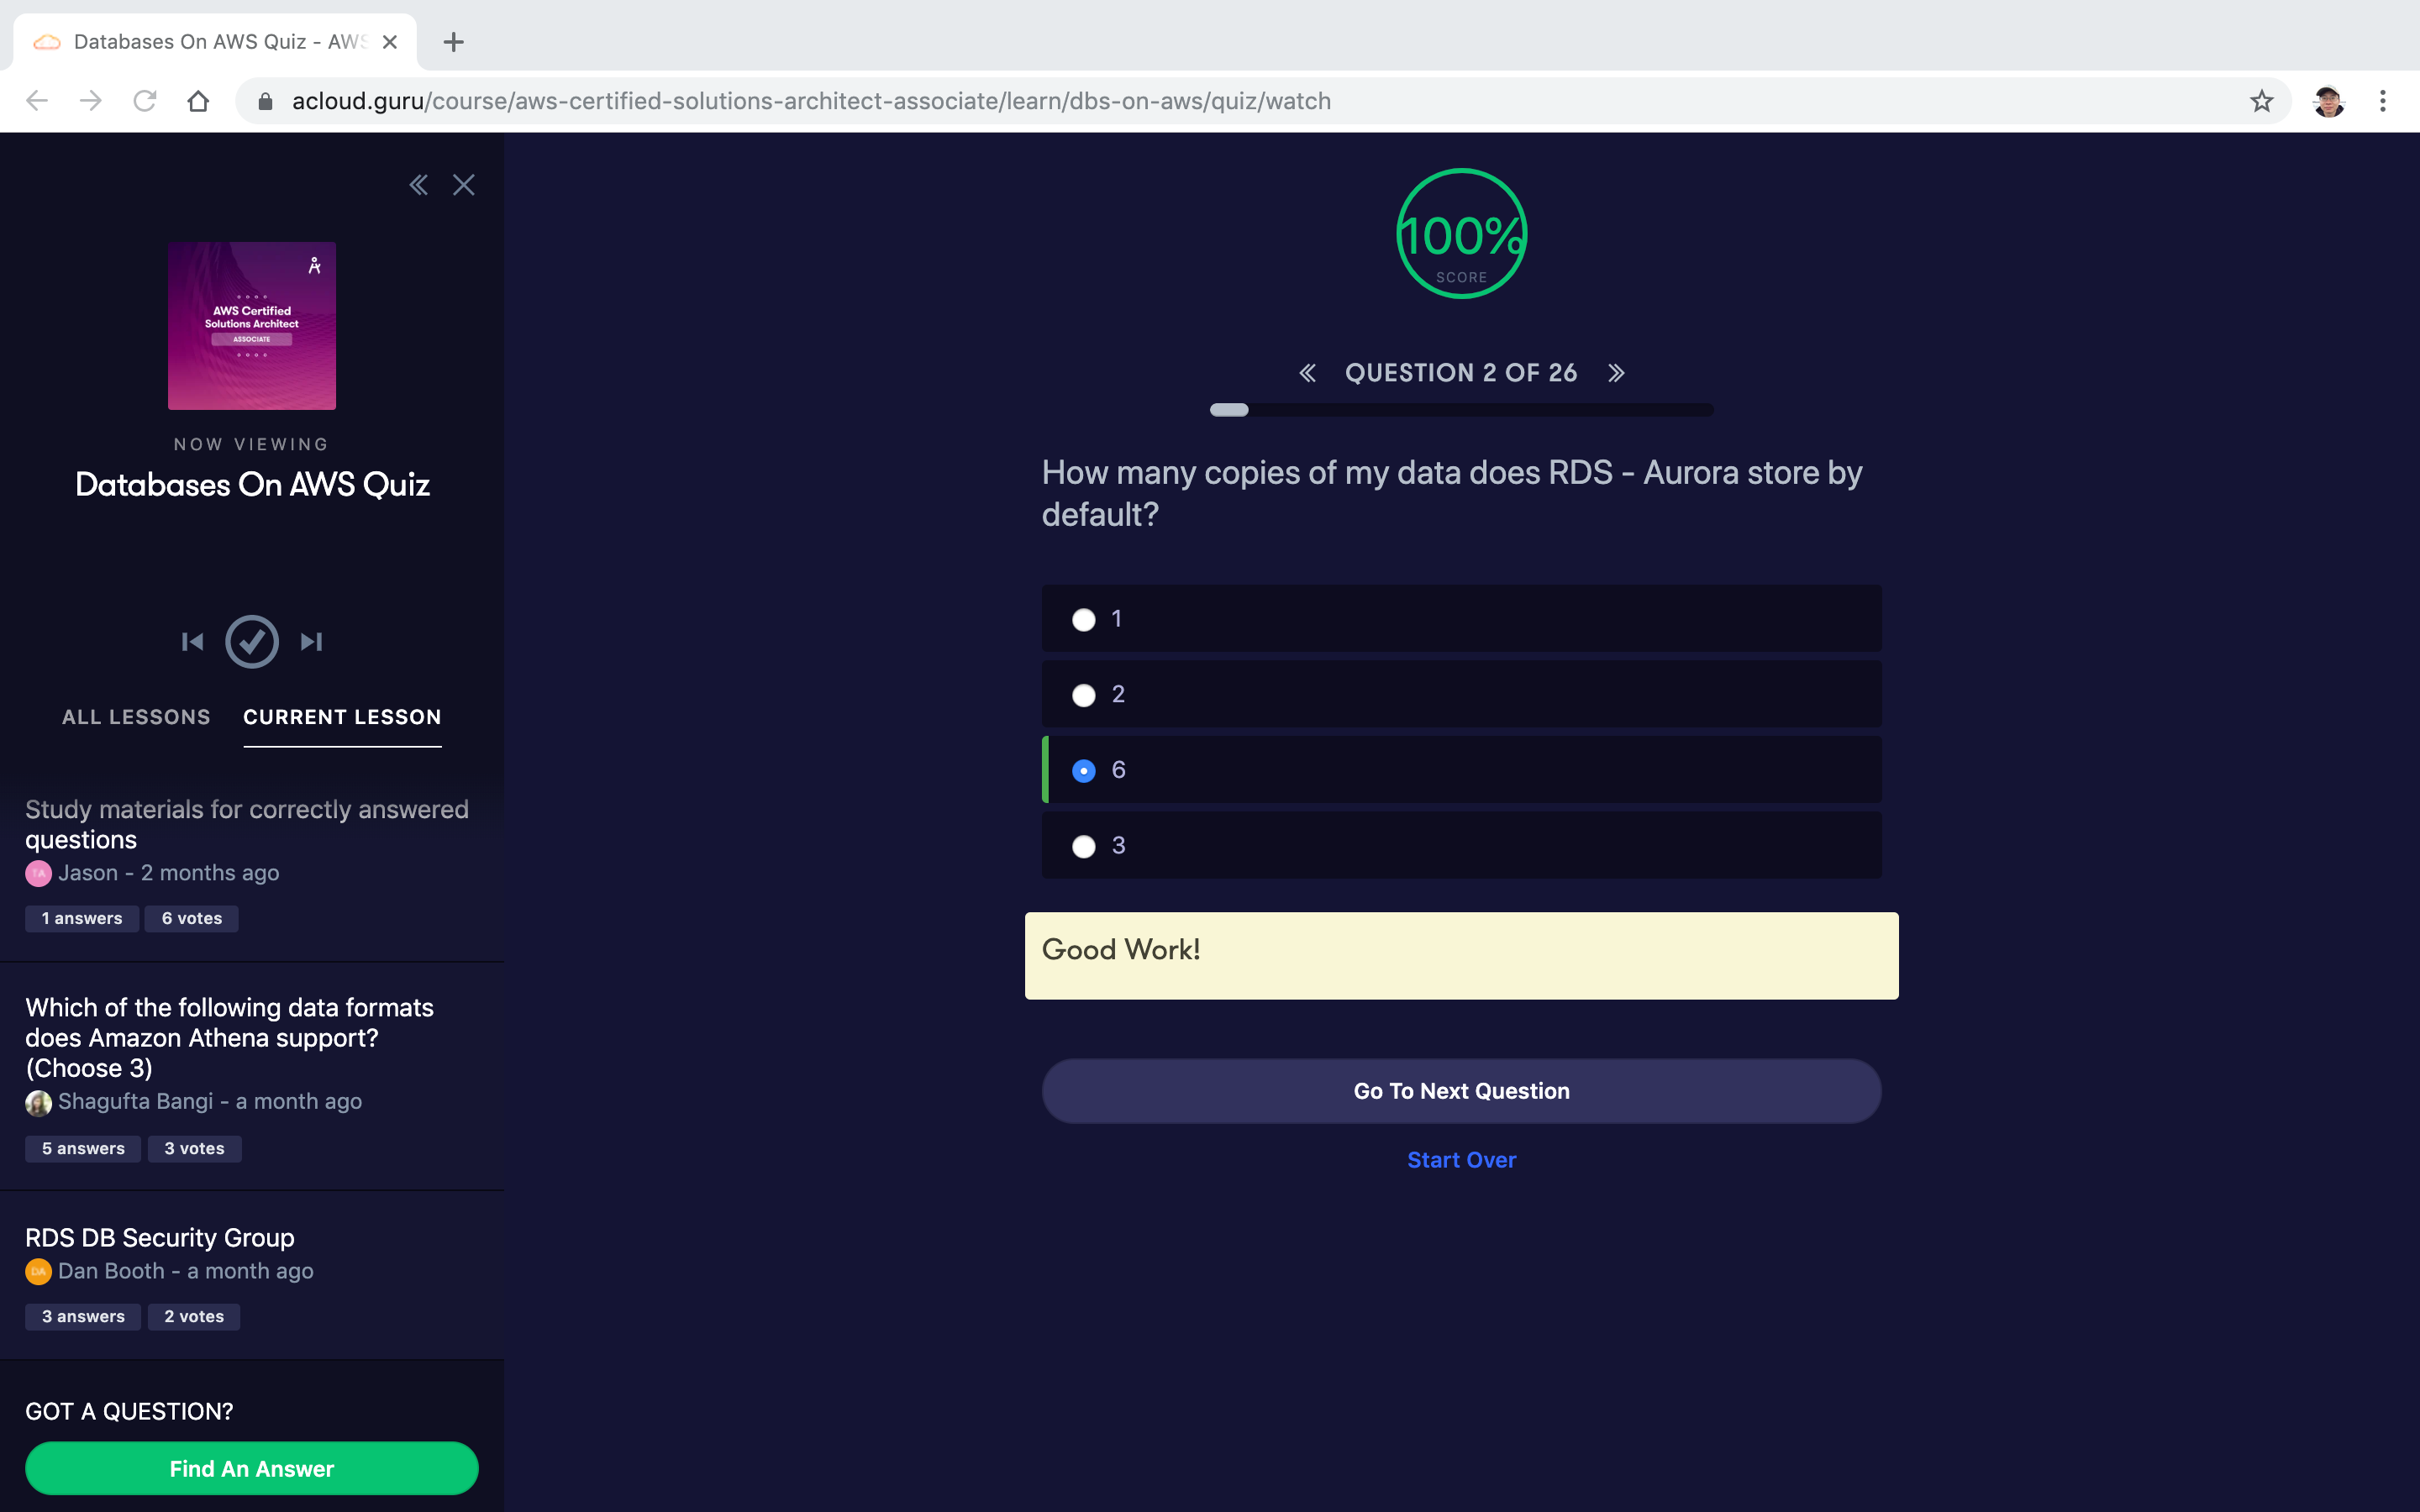 Databases On AWS Quiz - AWS
acloud.guru/course/aws-certified-solutions-architect-associate/learn/dbs-on-aws/quiz/watch
AWS Certified
Solutions Architect
ASSOCIATE
NOW VIEWING
Databases On AWS Quiz
ALL LESSONS CURRENT LESSON
Study materials for correctly answered
questions
TA Jason - 2 months ago
1 answers 6 votes
Which of the following data formats
does Amazon Athena support?
(Choose 3)
Shagufta Bangi - a month ago
5 answers 3 votes
RDS DB Security Group
DA Dan Booth - a month ago
3 answers 2 votes
GOT A QUESTION?
Find An Answer
100%
SCORE
QUESTION 2 OF 26
How many copies of my data does RDS - Aurora store by
default?
1
2
6
3
Good Work!
Go To Next Question
Start Over